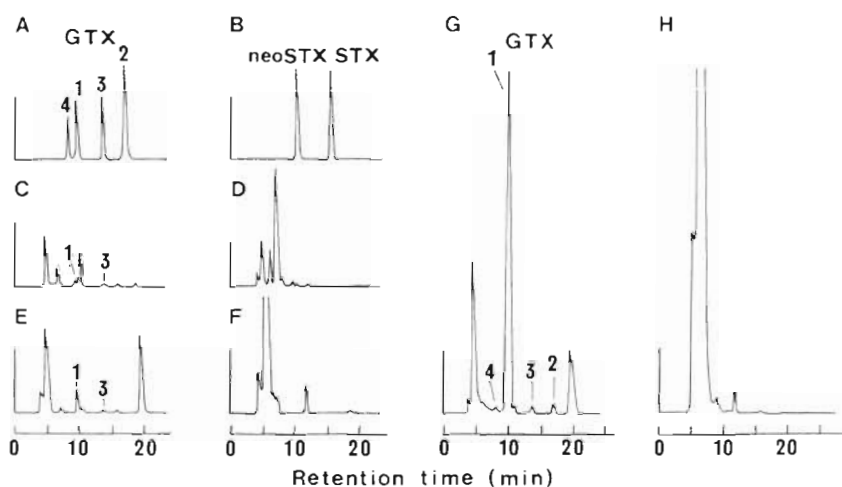 A B G H
GTX 2
4 1 3
neoSTX STX
1 GTX
C D
1 3
E F
1 3
4 3 2
0 10 20 0 10 20 0 10 20 0 10 20
Retention time (min)